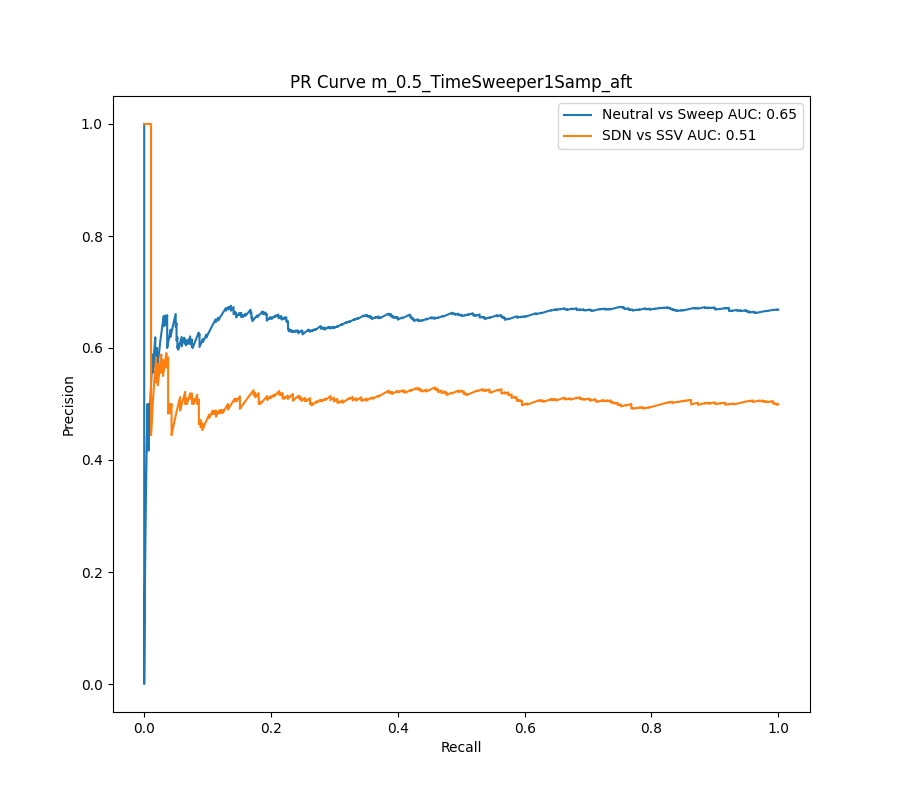 PR Curve m_0.5_TimeSweeper1Samp_aft
Neutral vs Sweep AUC: 0.65
SDN vs SSV AUC: 0.51
1.0
0.8
0.6
0.4
0.2
0.0
Precision
0.0 0.2 0.4 0.6 0.8 1.0
Recall